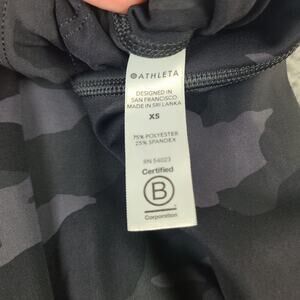 ATHLETA
DESIGNED IN
SAN FRANCISCO
MADE IN SRI LANKA
XS
75% POLYESTER
25% SPANDEX
RN 54023
Certified
B
Corporation